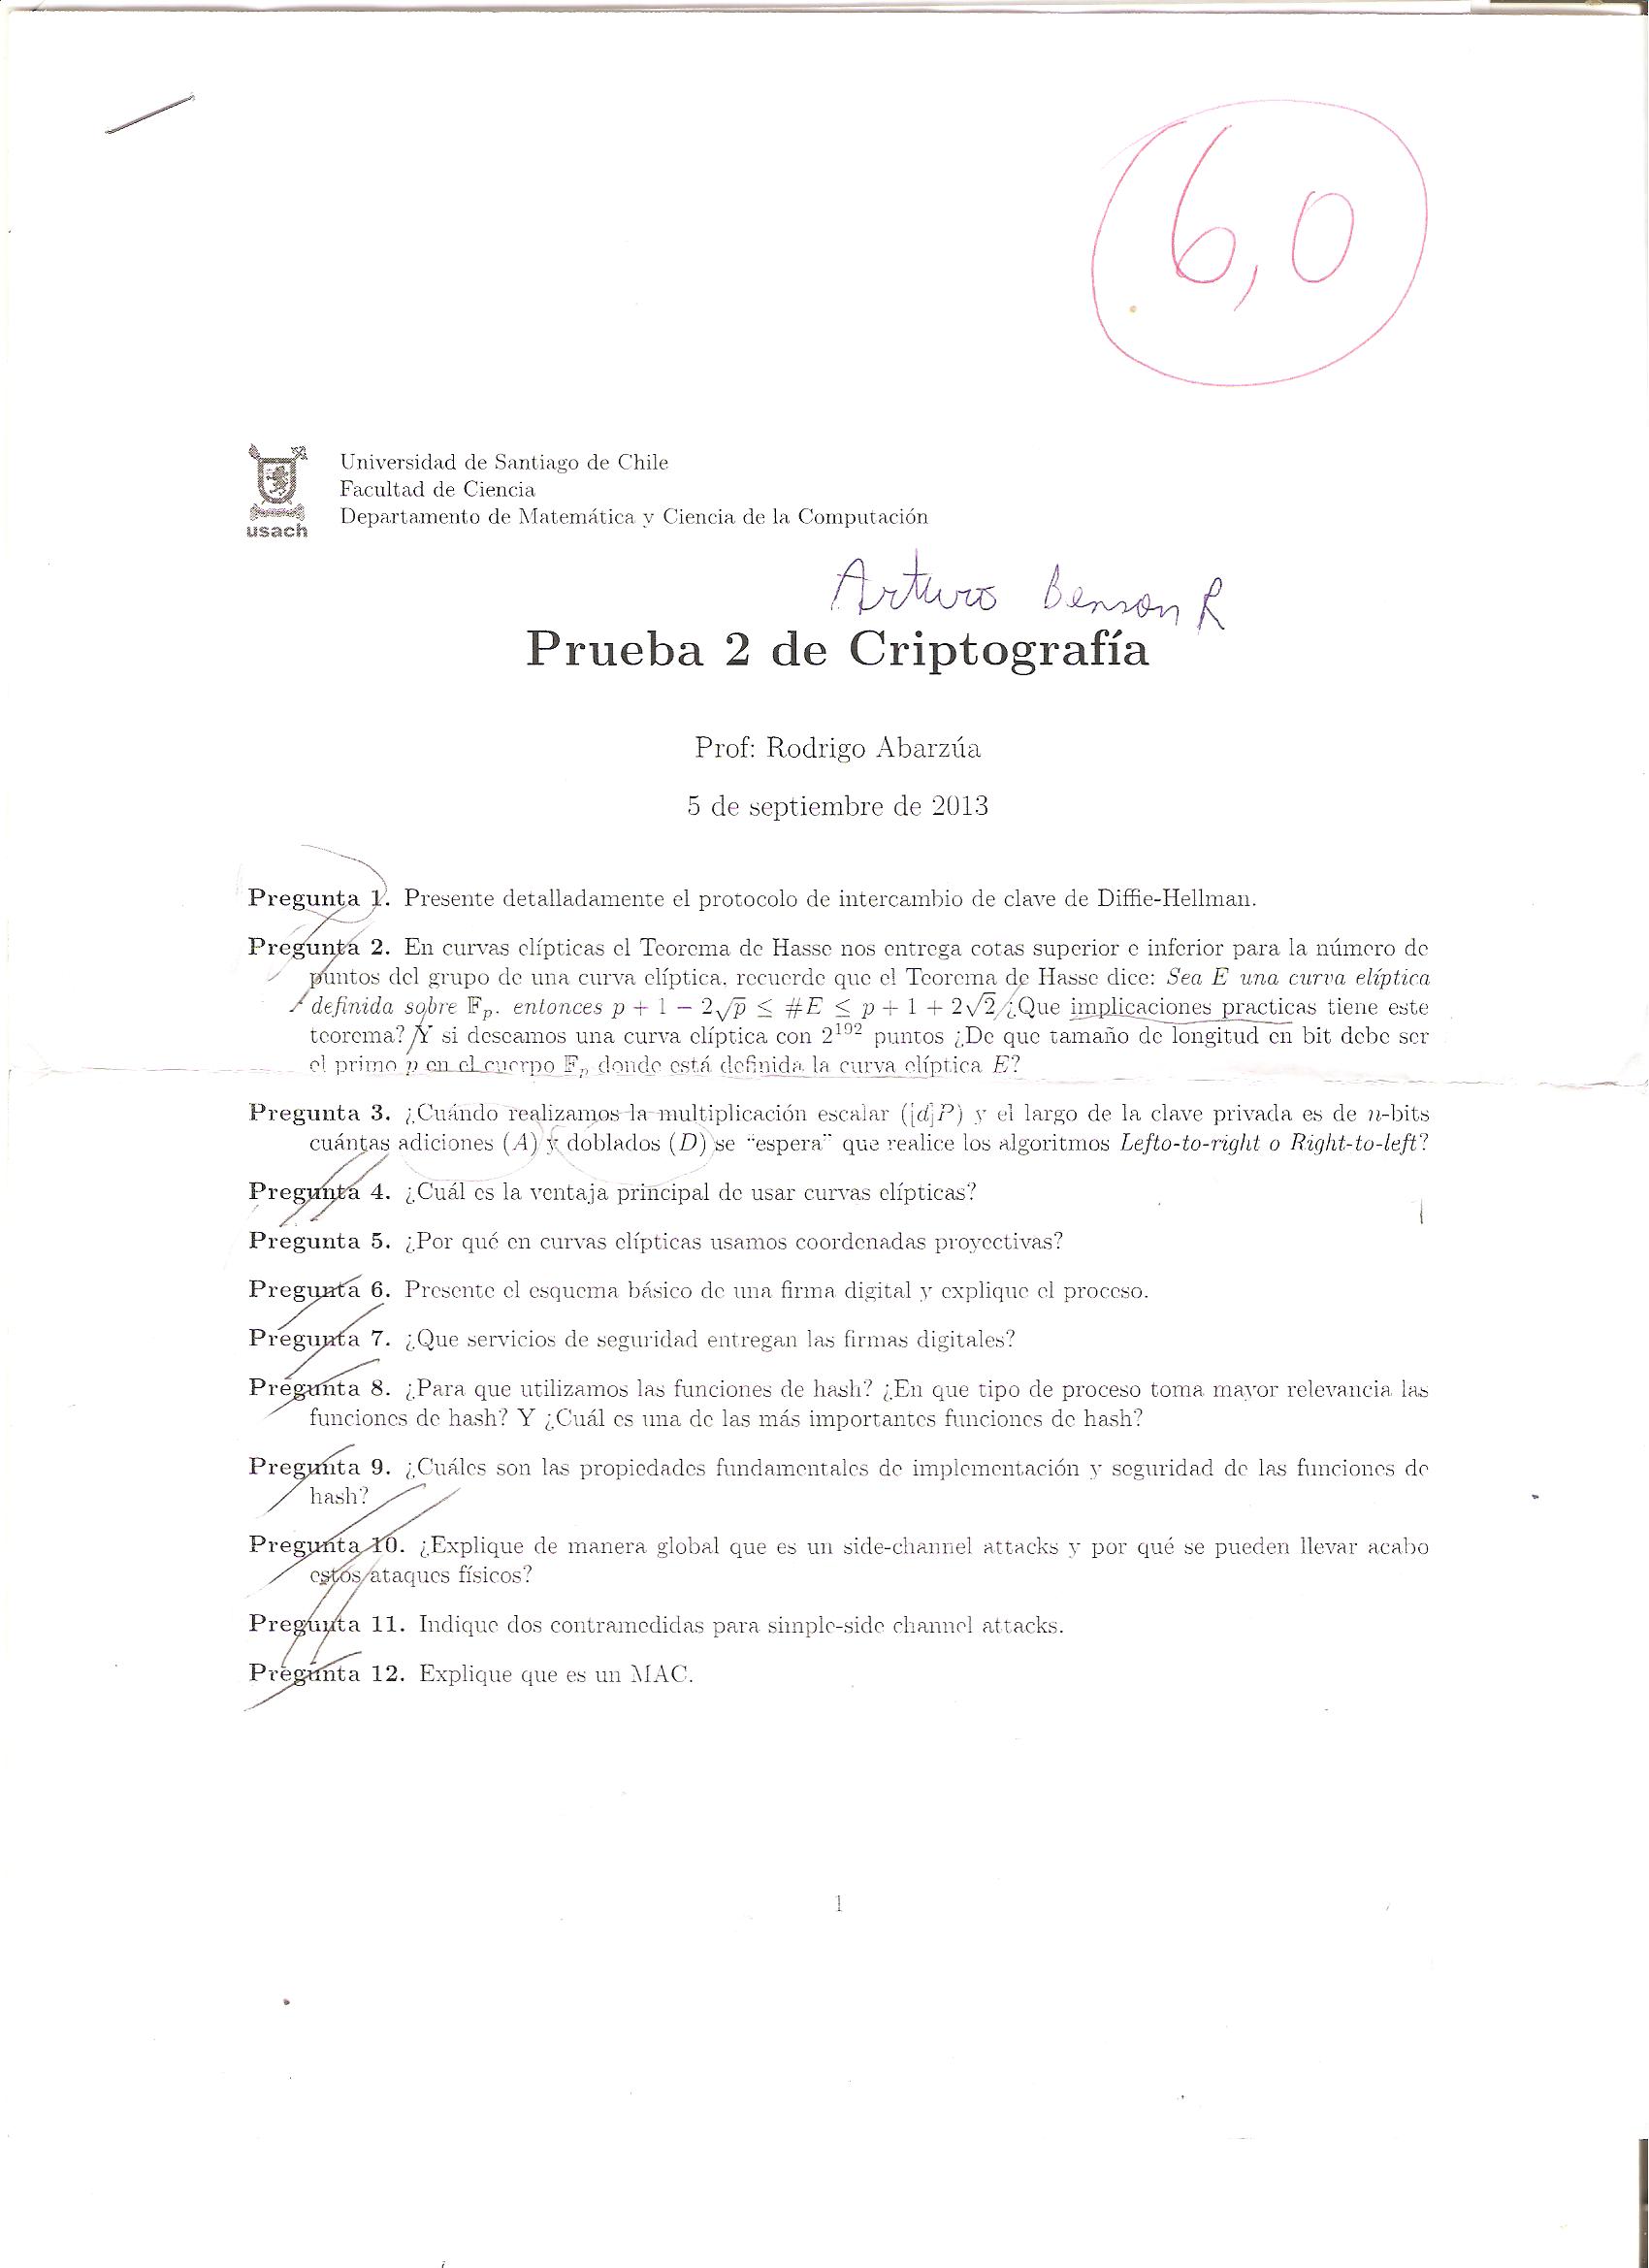 6,0
usach
Universidad de Santiago de Chile
Facultad de Ciencia
Departamento de Matemática y Ciencia de la Computación
Arturo Benson R
Prueba 2 de Criptografía
Prof: Rodrigo Abarzúa
5 de septiembre de 2013
Pregunta 1. Presente detalladamente el protocolo de intercambio de clave de Diffie-Hellman.
Pregunta 2. En curvas elípticas el Teorema de Hasse nos entrega cotas superior e inferior para la número de
puntos del grupo de una curva elíptica, recuerde que el Teorema de Hasse dice: Sea E una curva elíptica
definida sobre 𝔽ₚ. entonces p + 1 − 2√p ≤ #E ≤ p + 1 + 2√2 ¿Que implicaciones practicas tiene este
teorema? Y si deseamos una curva elíptica con 2¹⁹² puntos ¿De que tamaño de longitud en bit debe ser
el primo p en el cuerpo 𝔽ₚ donde está definida la curva elíptica E?
Pregunta 3. ¿Cuándo realizamos la multiplicación escalar ([d]P) y el largo de la clave privada es de n-bits
cuántas adiciones (A) y doblados (D) se “espera” que realice los algoritmos Lefto-to-right o Right-to-left?
Pregunta 4. ¿Cuál es la ventaja principal de usar curvas elípticas?
Pregunta 5. ¿Por qué en curvas elípticas usamos coordenadas proyectivas?
Pregunta 6. Presente el esquema básico de una firma digital y explique el proceso.
Pregunta 7. ¿Que servicios de seguridad entregan las firmas digitales?
Pregunta 8. ¿Para que utilizamos las funciones de hash? ¿En que tipo de proceso toma mayor relevancia las
funciones de hash? Y ¿Cuál es una de las más importantes funciones de hash?
Pregunta 9. ¿Cuáles son las propiedades fundamentales de implementación y seguridad de las funciones de
hash?
Pregunta 10. ¿Explique de manera global que es un side-channel attacks y por qué se pueden llevar acabo
estos ataques físicos?
Pregunta 11. Indique dos contramedidas para simple-side channel attacks.
Pregunta 12. Explique que es un MAC.
1